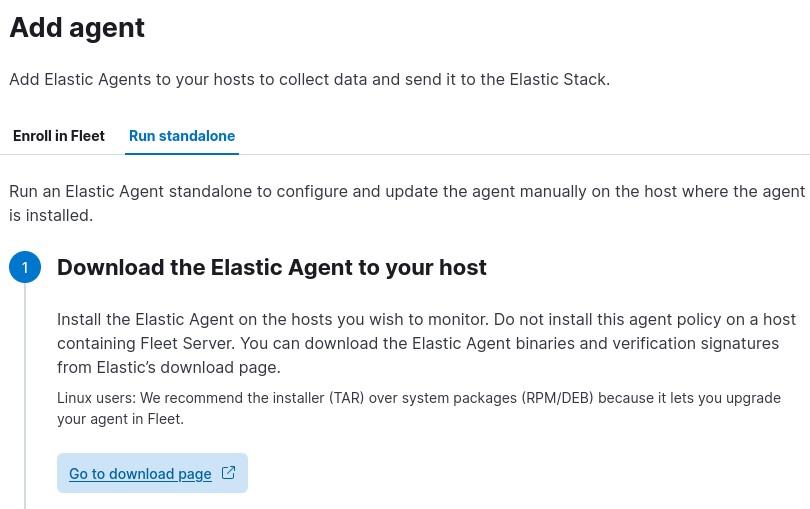 Add agent
Add Elastic Agents to your hosts to collect data and send it to the Elastic Stack.
Enroll in Fleet Run standalone
Run an Elastic Agent standalone to configure and update the agent manually on the host where the agent
is installed.
1 Download the Elastic Agent to your host
Install the Elastic Agent on the hosts you wish to monitor. Do not install this agent policy on a host
containing Fleet Server. You can download the Elastic Agent binaries and verification signatures
from Elastic’s download page.
Linux users: We recommend the installer (TAR) over system packages (RPM/DEB) because it lets you upgrade
your agent in Fleet.
Go to download page